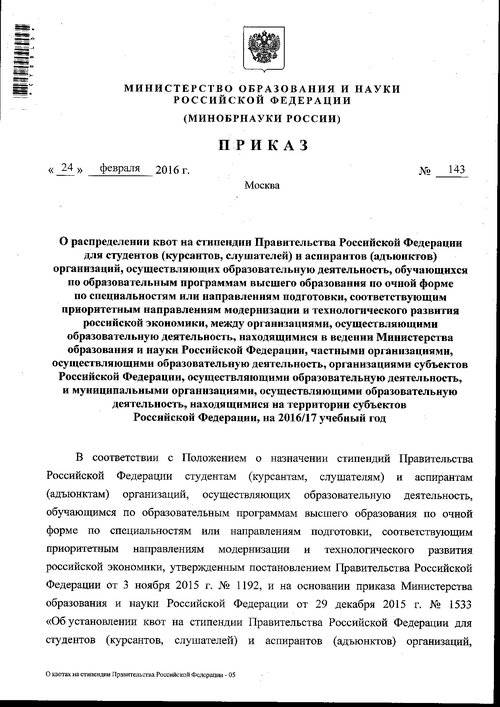 МИНИСТЕРСТВО ОБРАЗОВАНИЯ И НАУКИ
РОССИЙСКОЙ ФЕДЕРАЦИИ
(МИНОБРНАУКИ РОССИИ)
ПРИКАЗ
« 24 » февраля 2016 г. № 143
Москва
О распределении квот на стипендии Правительства Российской Федерации
для студентов (курсантов, слушателей) и аспирантов (адъюнктов)
организаций, осуществляющих образовательную деятельность, обучающихся
по образовательным программам высшего образования по очной форме
по специальностям или направлениям подготовки, соответствующим
приоритетным направлениям модернизации и технологического развития
российской экономики, между организациями, осуществляющими
образовательную деятельность, находящимися в ведении Министерства
образования и науки Российской Федерации, частными организациями,
осуществляющими образовательную деятельность, организациями субъектов
Российской Федерации, осуществляющими образовательную деятельность,
и муниципальными организациями, осуществляющими образовательную
деятельность, находящимися на территории субъектов
Российской Федерации, на 2016/17 учебный год
В соответствии с Положением о назначении стипендий Правительства
Российской Федерации студентам (курсантам, слушателям) и аспирантам
(адъюнктам) организаций, осуществляющих образовательную деятельность,
обучающимся по образовательным программам высшего образования по очной
форме по специальностям или направлениям подготовки, соответствующим
приоритетным направлениям модернизации и технологического развития
российской экономики, утвержденным постановлением Правительства Российской
Федерации от 3 ноября 2015 г. № 1192, и на основании приказа Министерства
образования и науки Российской Федерации от 29 декабря 2015 г. № 1533
«Об установлении квот на стипендии Правительства Российской Федерации для
студентов (курсантов, слушателей) и аспирантов (адъюнктов) организаций,
О квотах на стипендии Правительства Российской Федерации - 05